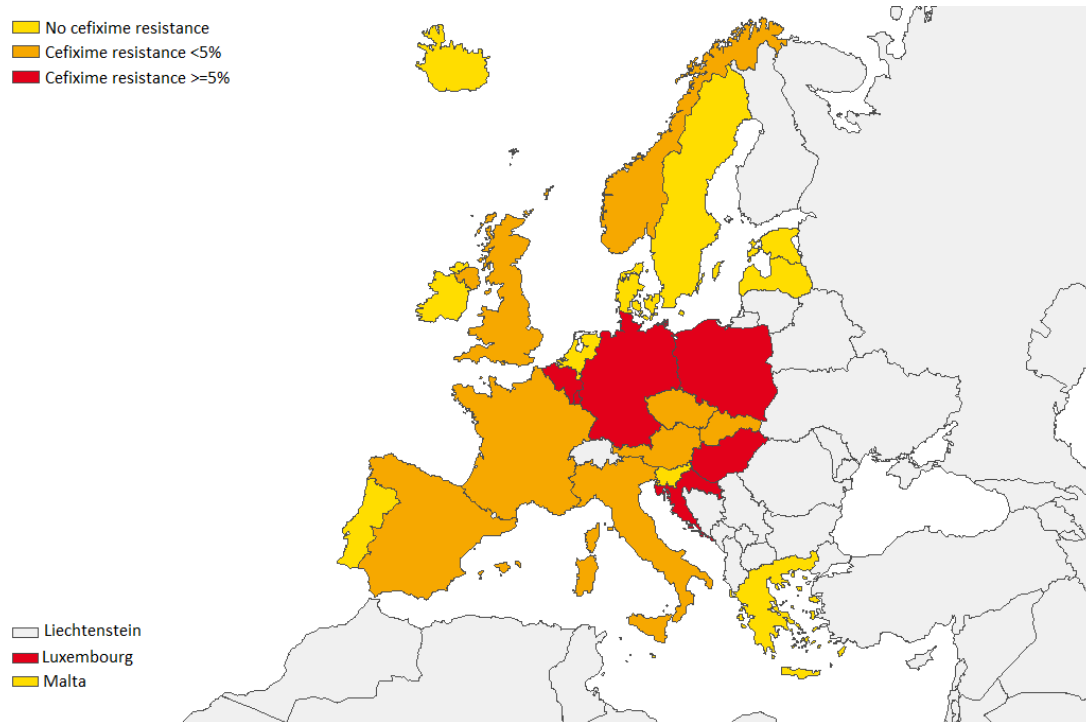 No cefixime resistance
Cefixime resistance <5%
Cefixime resistance >=5%
Liechtenstein
Luxembourg
Malta